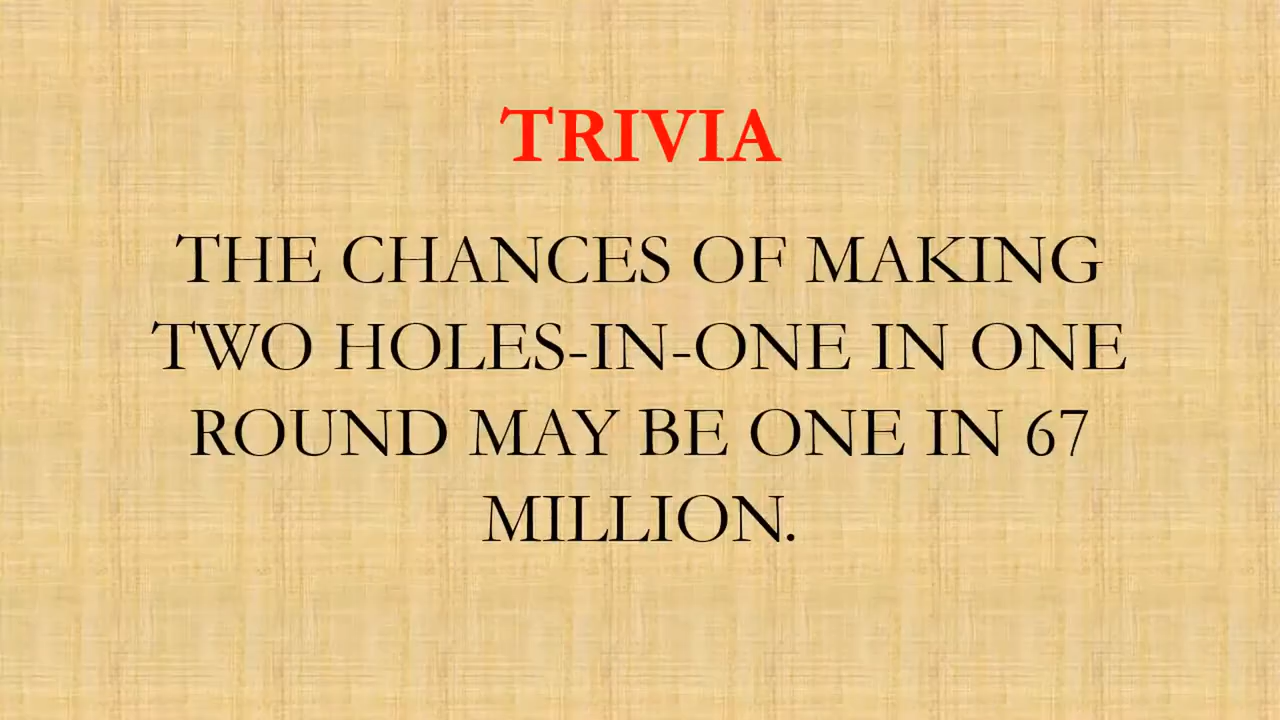 TRIVIA
THE CHANCES OF MAKING
TWO HOLES-IN-ONE IN ONE
ROUND MAY BE ONE IN 67
MILLION.